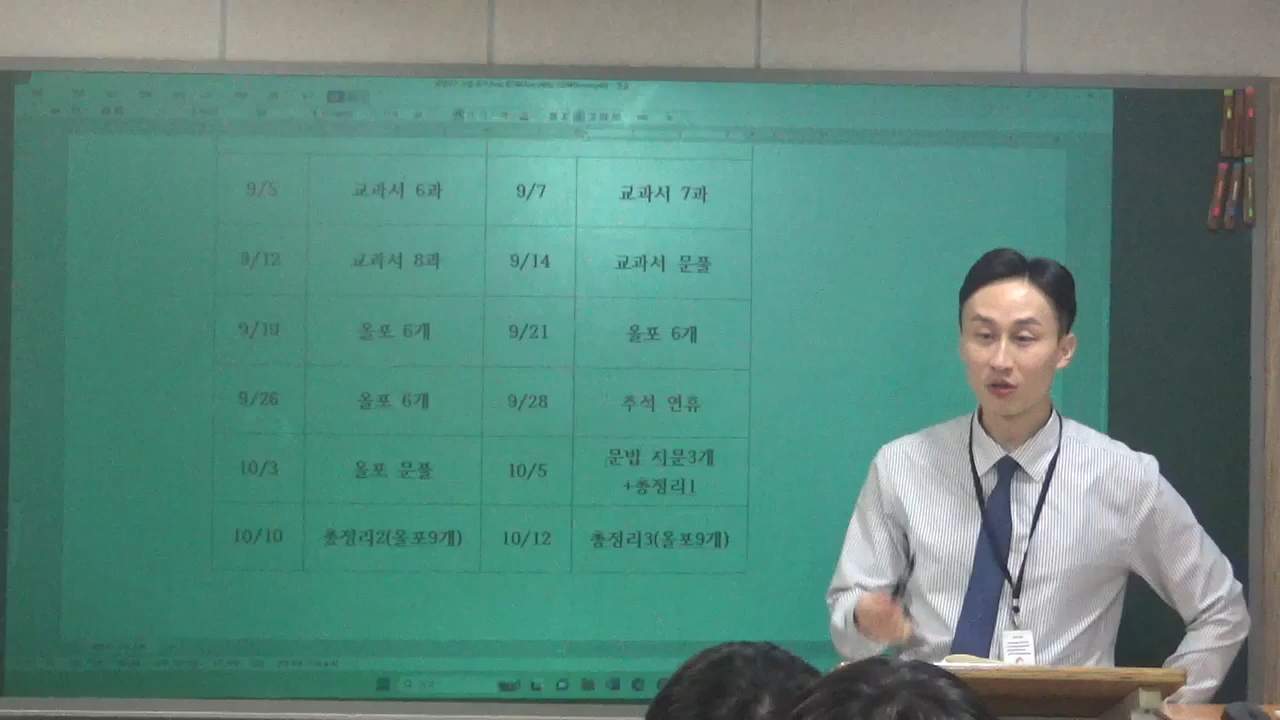 9/5 교과서 6과 9/7 교과서 7과
9/12 교과서 8과 9/14 교과서 문풀
9/19 올포 6개 9/21 올포 6개
9/26 올포 6개 9/28 추석 연휴
10/3 올포 문풀 10/5 문법 지문3개
+총정리1
10/10 총정리2(올포9개) 10/12 총정리3(올포9개)